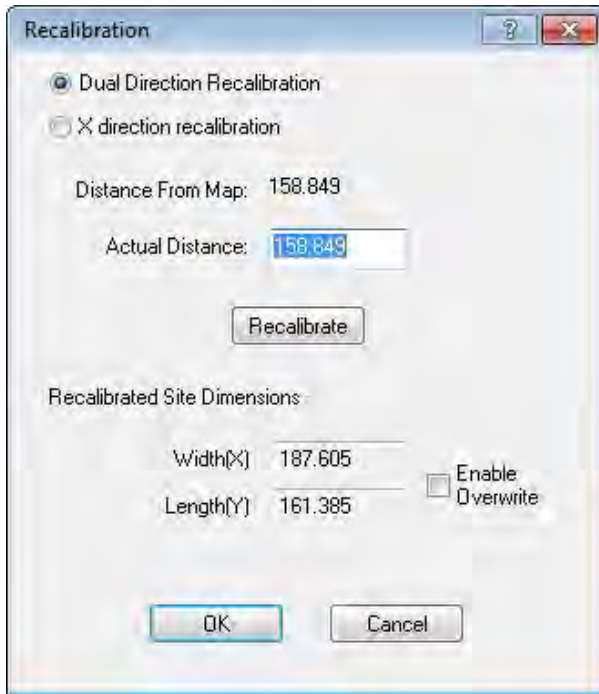 Recalibration
Dual Direction Recalibration
X direction recalibration
Distance From Map: 158.849
Actual Distance: 158.849
Recalibrate
Recalibrated Site Dimensions
Width(X) 187.605
Enable
Overwrite
Length(Y) 161.385
OK Cancel